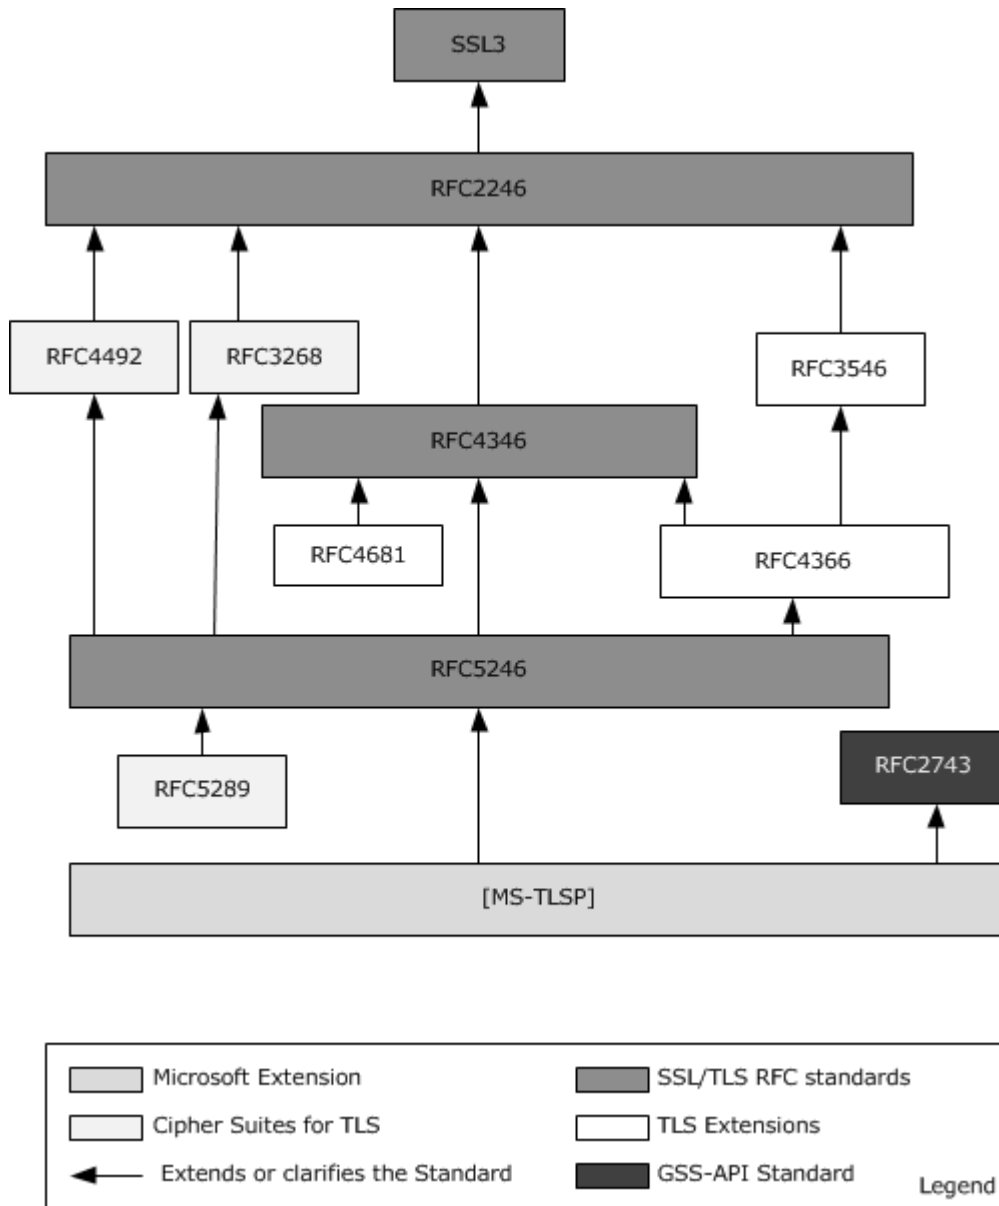 SSL3
RFC2246
RFC4492
RFC3268
RFC3546
RFC4346
RFC4681
RFC4366
RFC5246
RFC5289
RFC2743
[MS-TLSP]
Microsoft Extension
SSL/TLS RFC standards
Cipher Suites for TLS
TLS Extensions
Extends or clarifies the Standard
GSS-API Standard
Legend